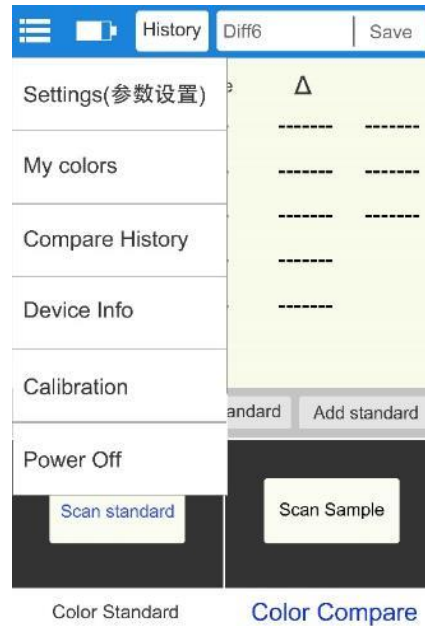 History Diff6 Save
Settings(参数设置)
Δ
------- -------
My colors
------- -------
------- -------
Compare History
-------
Device Info
-------
Calibration
andard Add standard
Power Off
Scan standard Scan Sample
Color Standard Color Compare